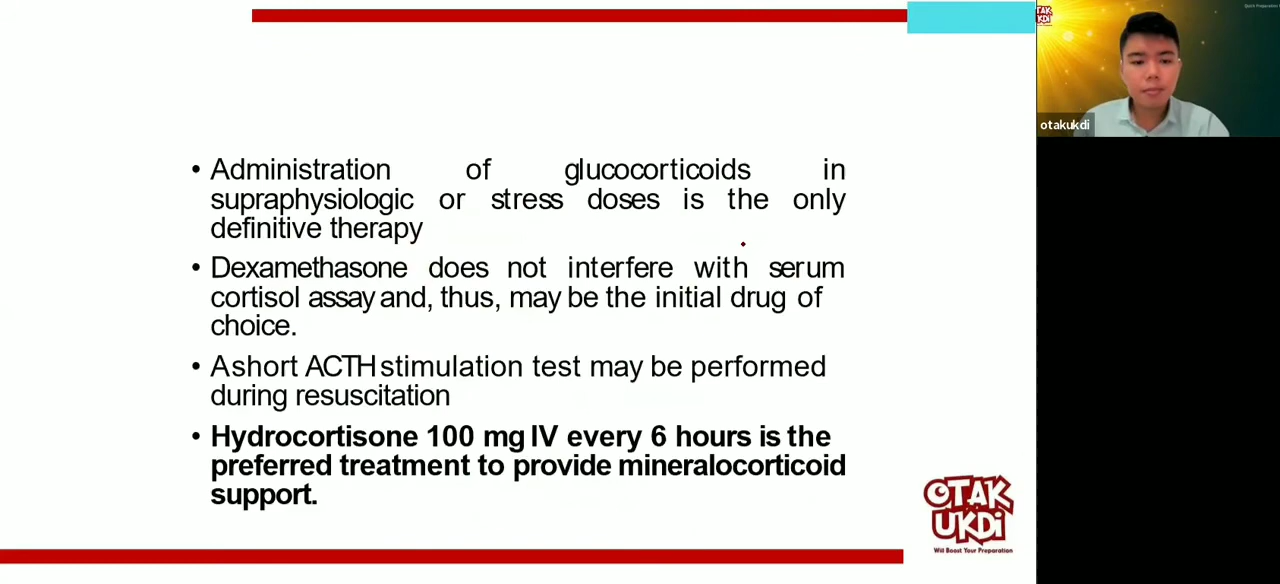 • Administration of glucocorticoids in
supraphysiologic or stress doses is the only
definitive therapy
• Dexamethasone does not interfere with serum
cortisol assay and, thus, may be the initial drug of
choice.
• A short ACTH stimulation test may be performed
during resuscitation
• Hydrocortisone 100 mg IV every 6 hours is the
preferred treatment to provide mineralocorticoid
support.
OTAK
UKDi
Will Boost Your Preparation
otakukdi